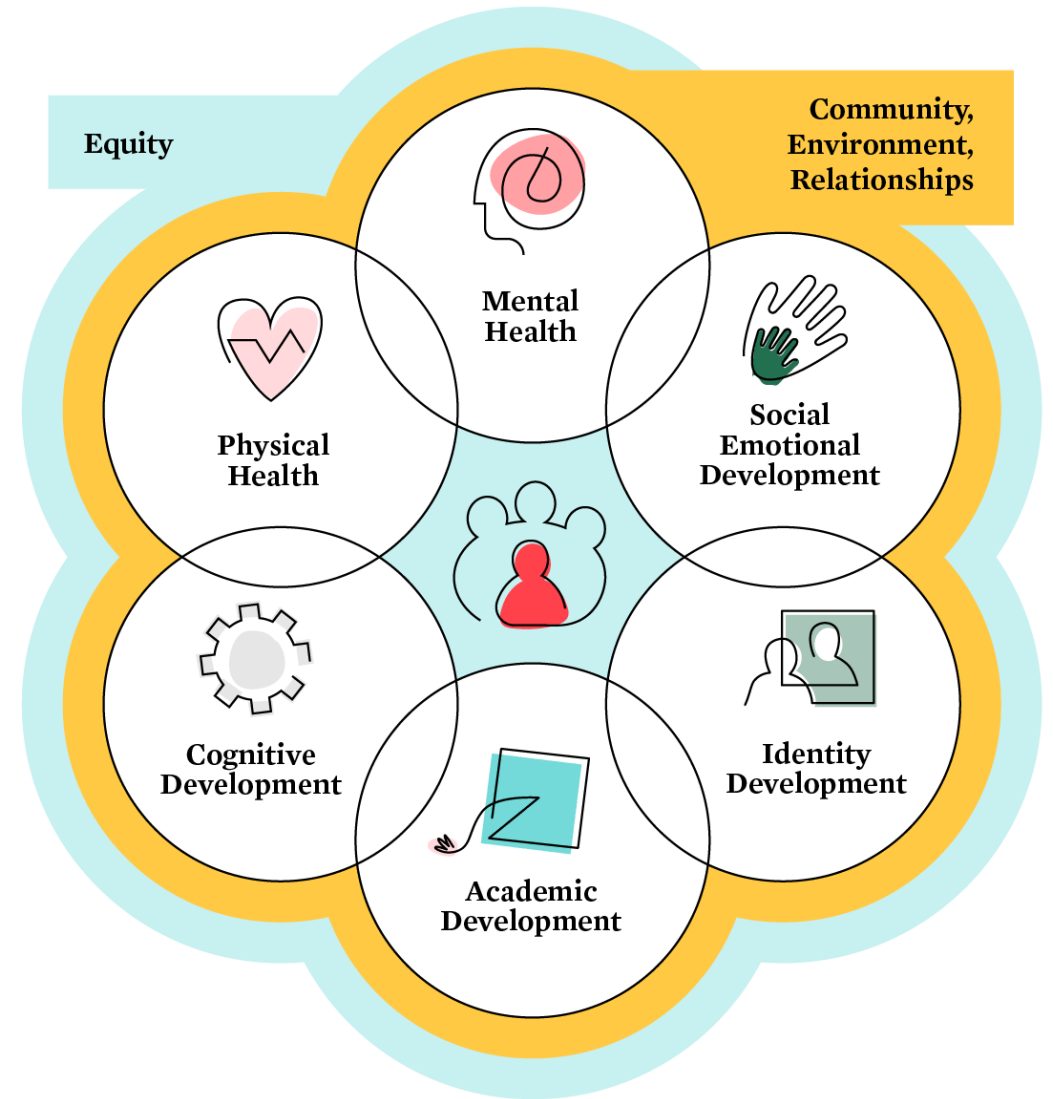 Equity
Community,
Environment,
Relationships
Mental
Health
Physical
Health
Social
Emotional
Development
Cognitive
Development
Identity
Development
Academic
Development